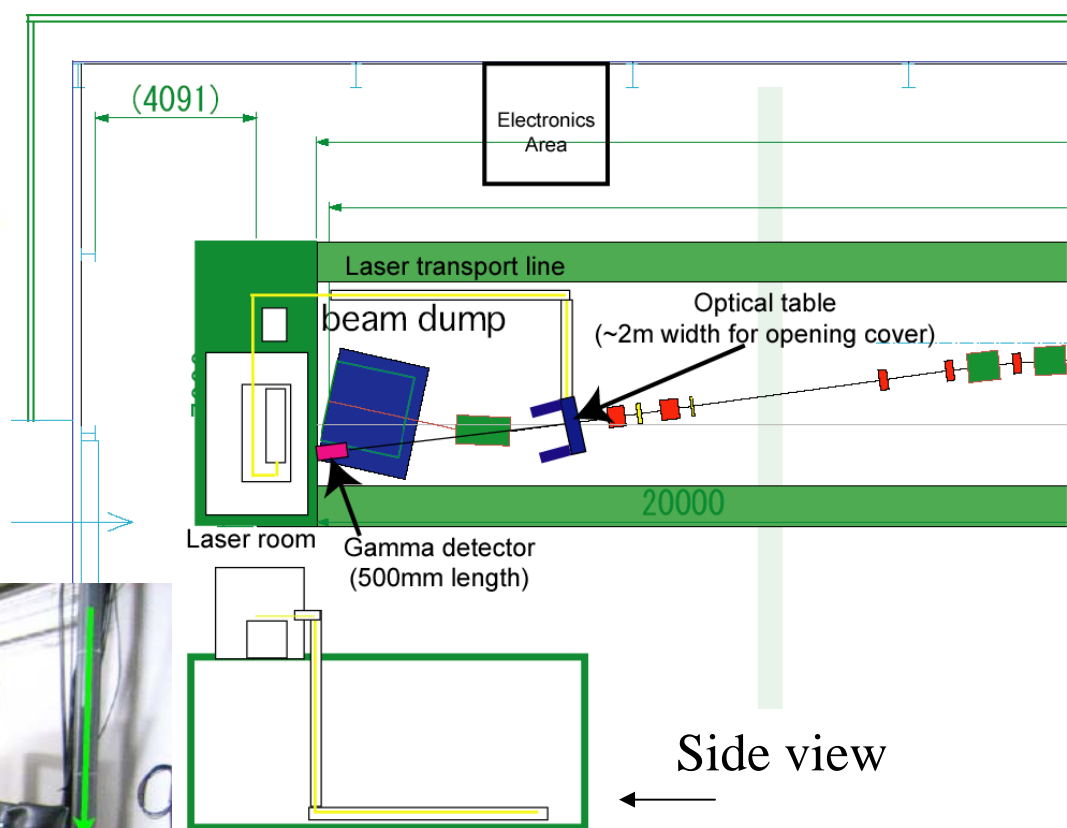 (4091)
Electronics
Area
Laser transport line
Optical table
(~2m width for opening cover)
beam dump
20000
Laser room
Gamma detector
(500mm length)
Side view